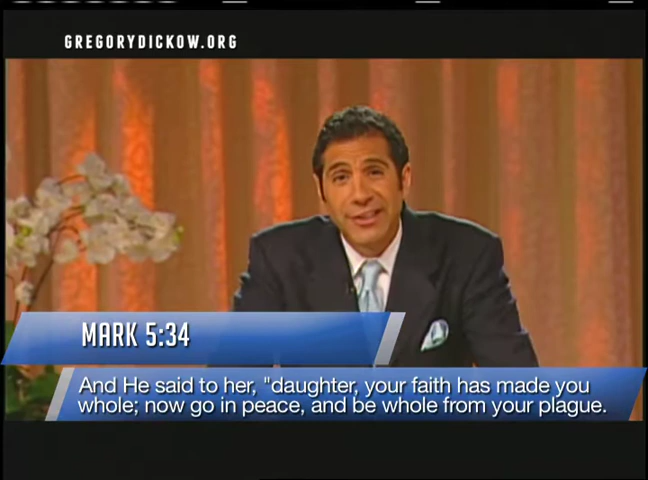 GREGORYDICKOW.ORG
MARK 5:34
And He said to her, "daughter, your faith has made you
whole; now go in peace, and be whole from your plague.